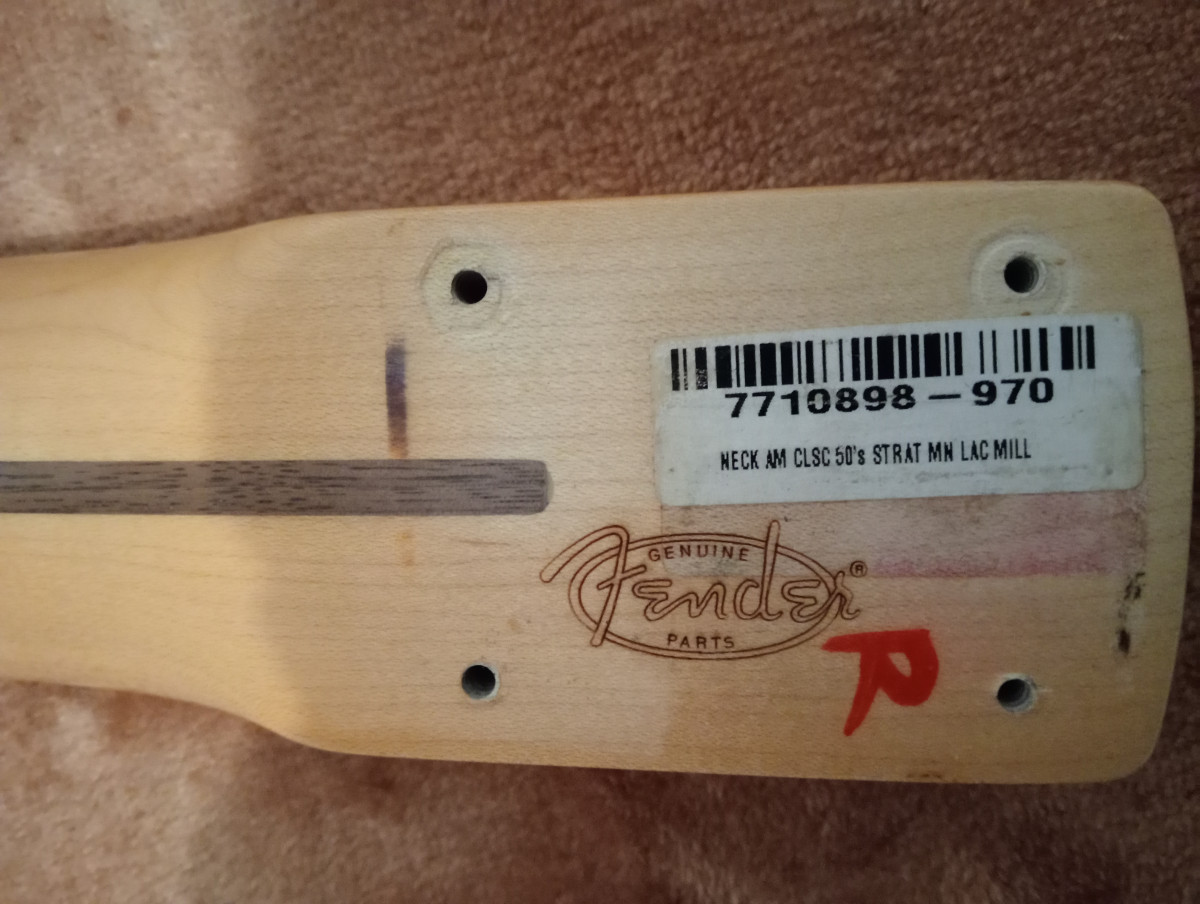 7710898-970
NECK AM CLSC 50's STRAT MN LAC MILL
GENUINE
Fender®
PARTS
R